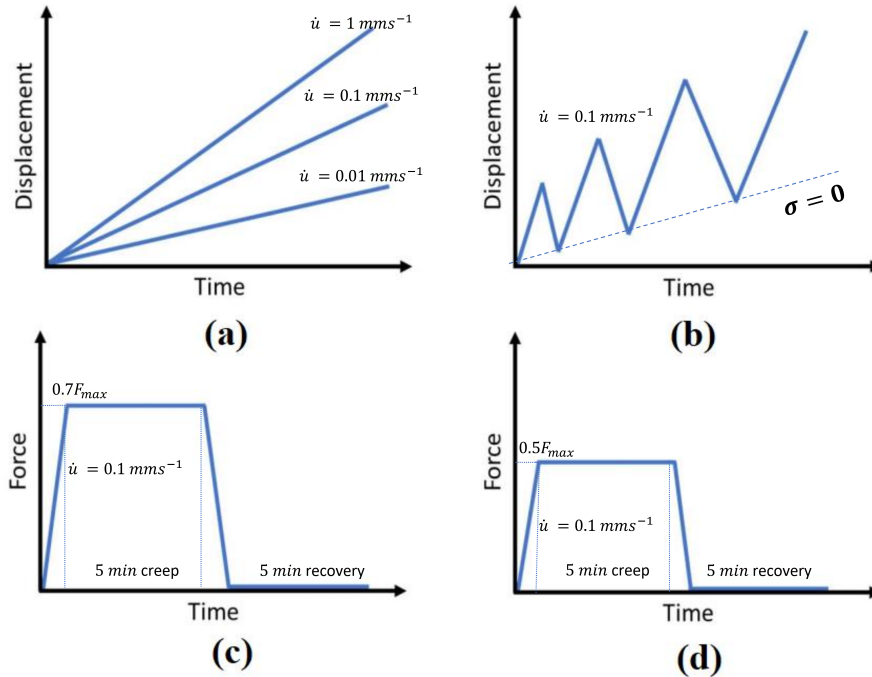 Displacement
u̇ = 1 mms⁻¹
u̇ = 0.1 mms⁻¹
u̇ = 0.01 mms⁻¹
Time
(a)
Displacement
u̇ = 0.1 mms⁻¹
σ = 0
Time
(b)
Force
0.7F_max
u̇ = 0.1 mms⁻¹
5 min creep
5 min recovery
Time
(c)
Force
0.5F_max
u̇ = 0.1 mms⁻¹
5 min creep
5 min recovery
Time
(d)